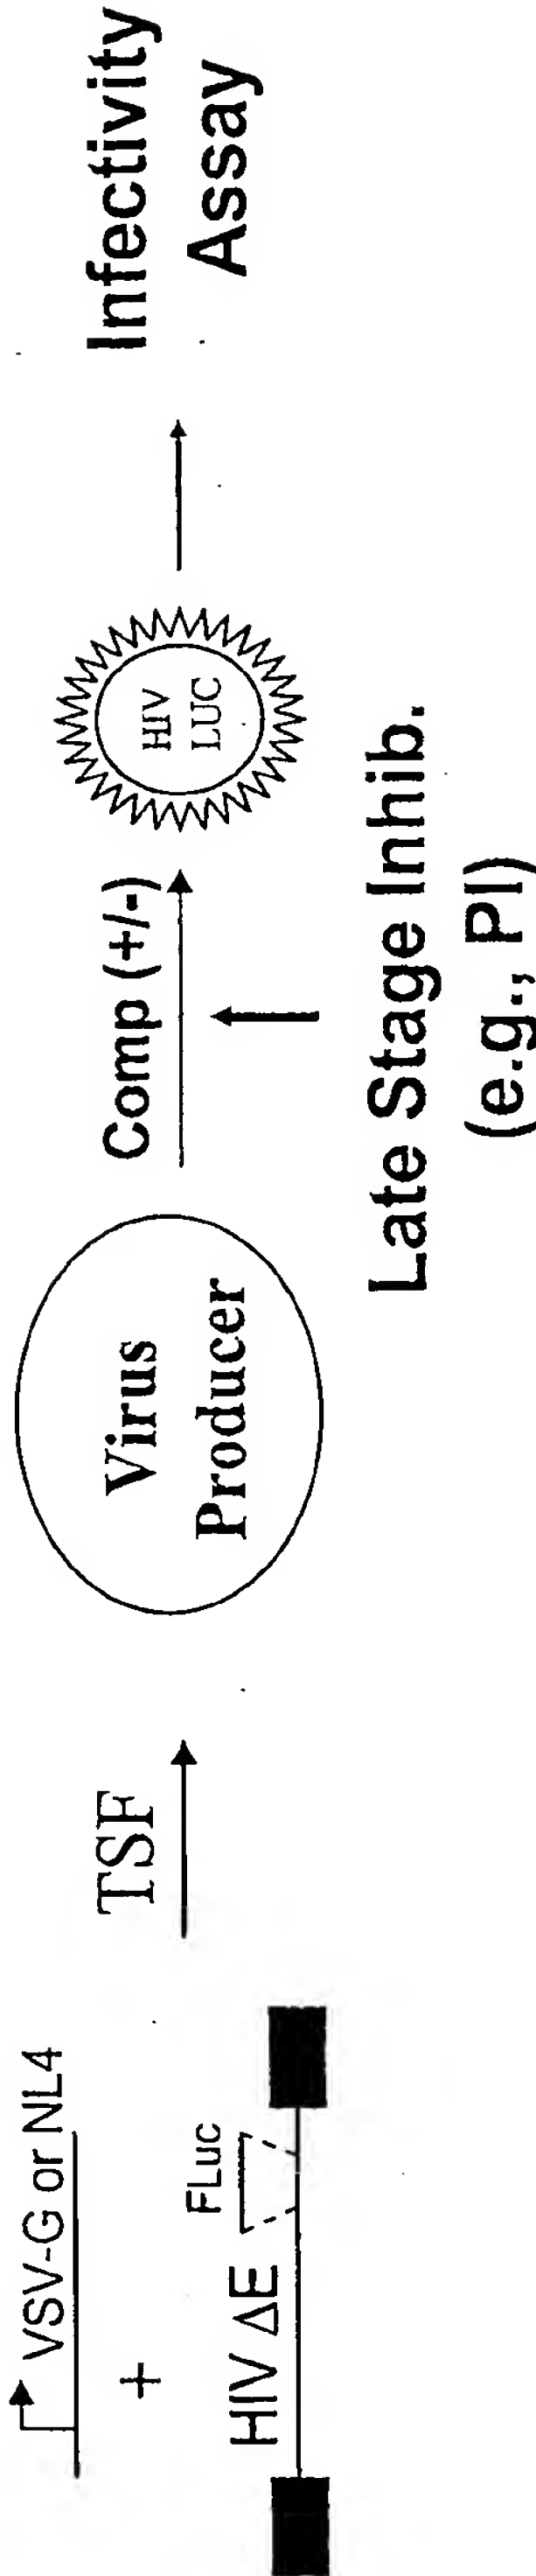 VSV-G or NL4
+
FLuc
HIV ΔE
TSF
Virus
Producer
Comp (+/-)
Late Stage Inhib.
(e.g., PI)
HIV
LUC
Infectivity
Assay